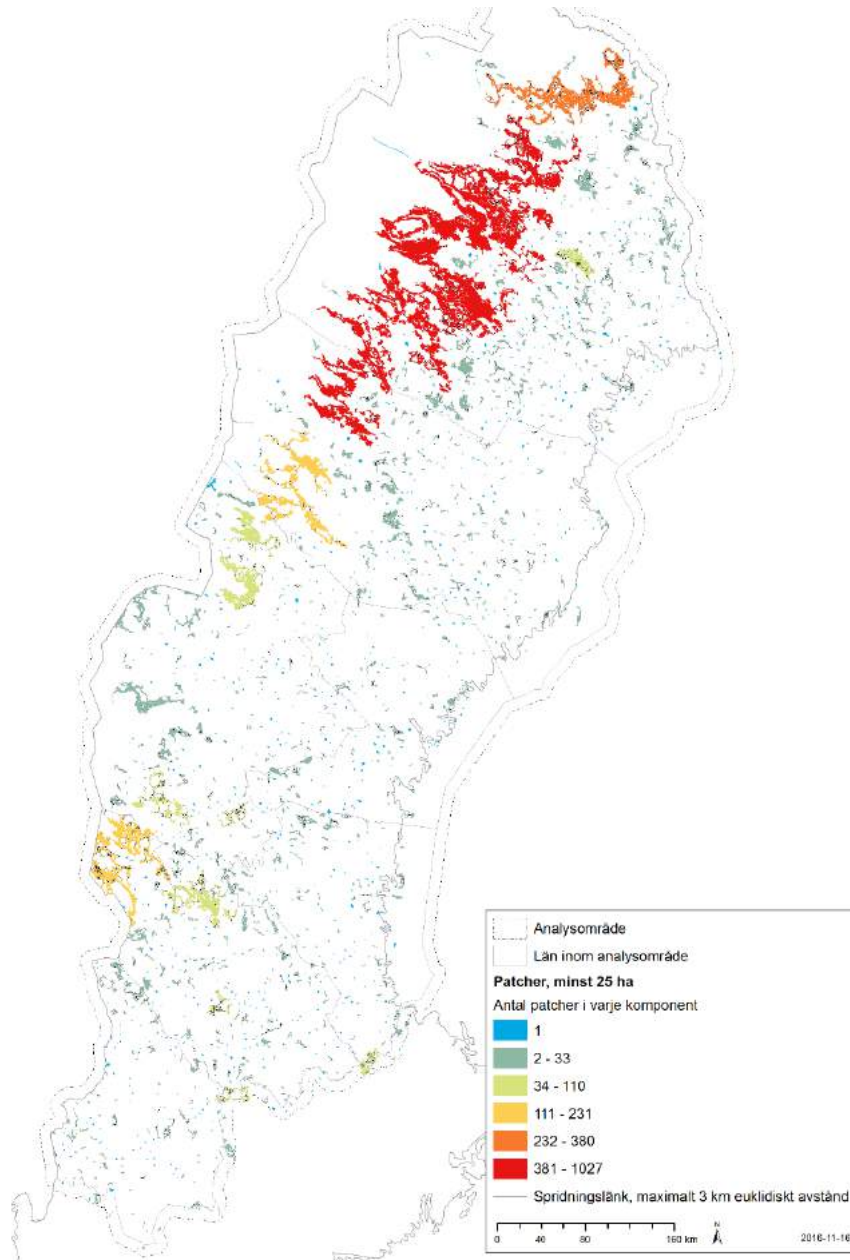 Analysområde
Län inom analysområde
Patcher, minst 25 ha
Antal patcher i varje komponent
1
2 - 33
34 - 110
111 - 231
232 - 380
381 - 1027
Spridningslänk, maximalt 3 km euklidiskt avstånd
N
0 40 80 160 km
2016-11-16